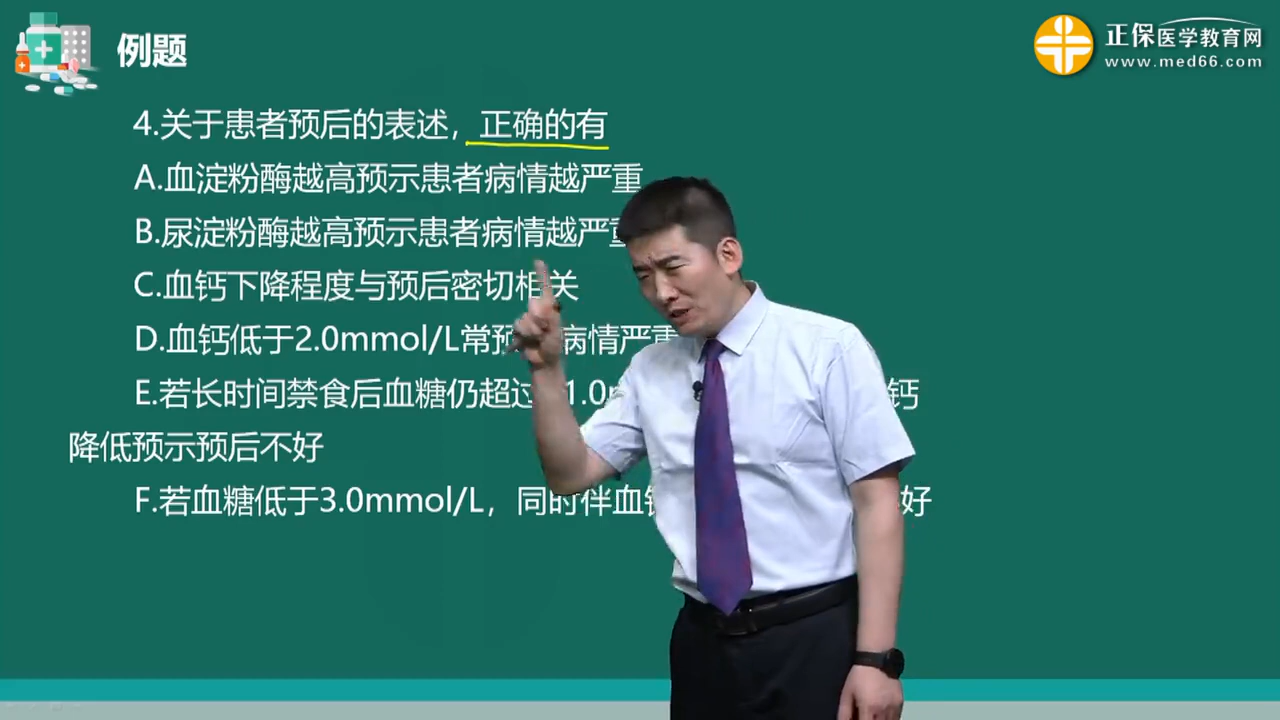 例题
正保医学教育网
www.med66.com
4.关于患者预后的表述，正确的有
A.血淀粉酶越高预示患者病情越严重
B.尿淀粉酶越高预示患者病情越严
C.血钙下降程度与预后密切相关
D.血钙低于2.0mmol/L常预 病情严重
E.若长时间禁食后血糖仍超过 1.0 钙
降低预示预后不好
F.若血糖低于3.0mmol/L，同时伴血 好